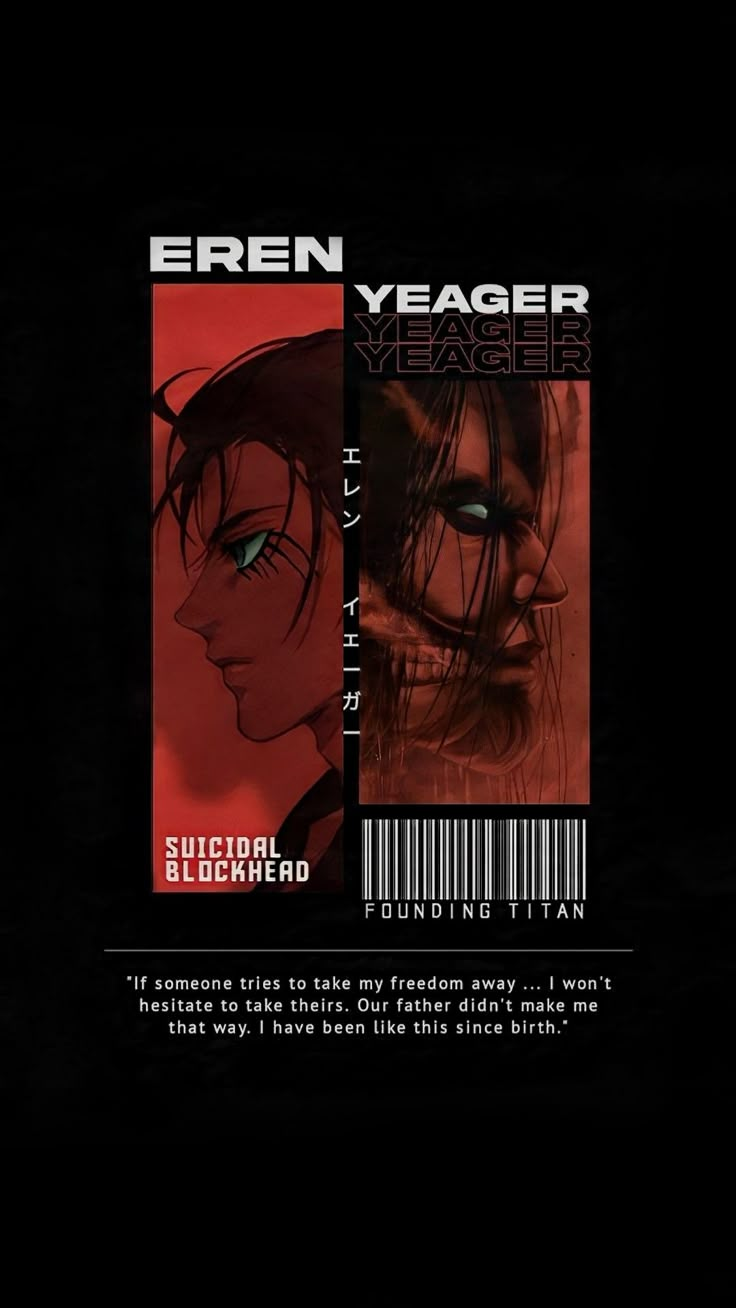 EREN
YEAGER
YEAGER
YEAGER
エレン イェーガー
SUICIDAL
BLOCKHEAD
FOUNDING TITAN
"If someone tries to take my freedom away ... I won't
hesitate to take theirs. Our father didn't make me
that way. I have been like this since birth."